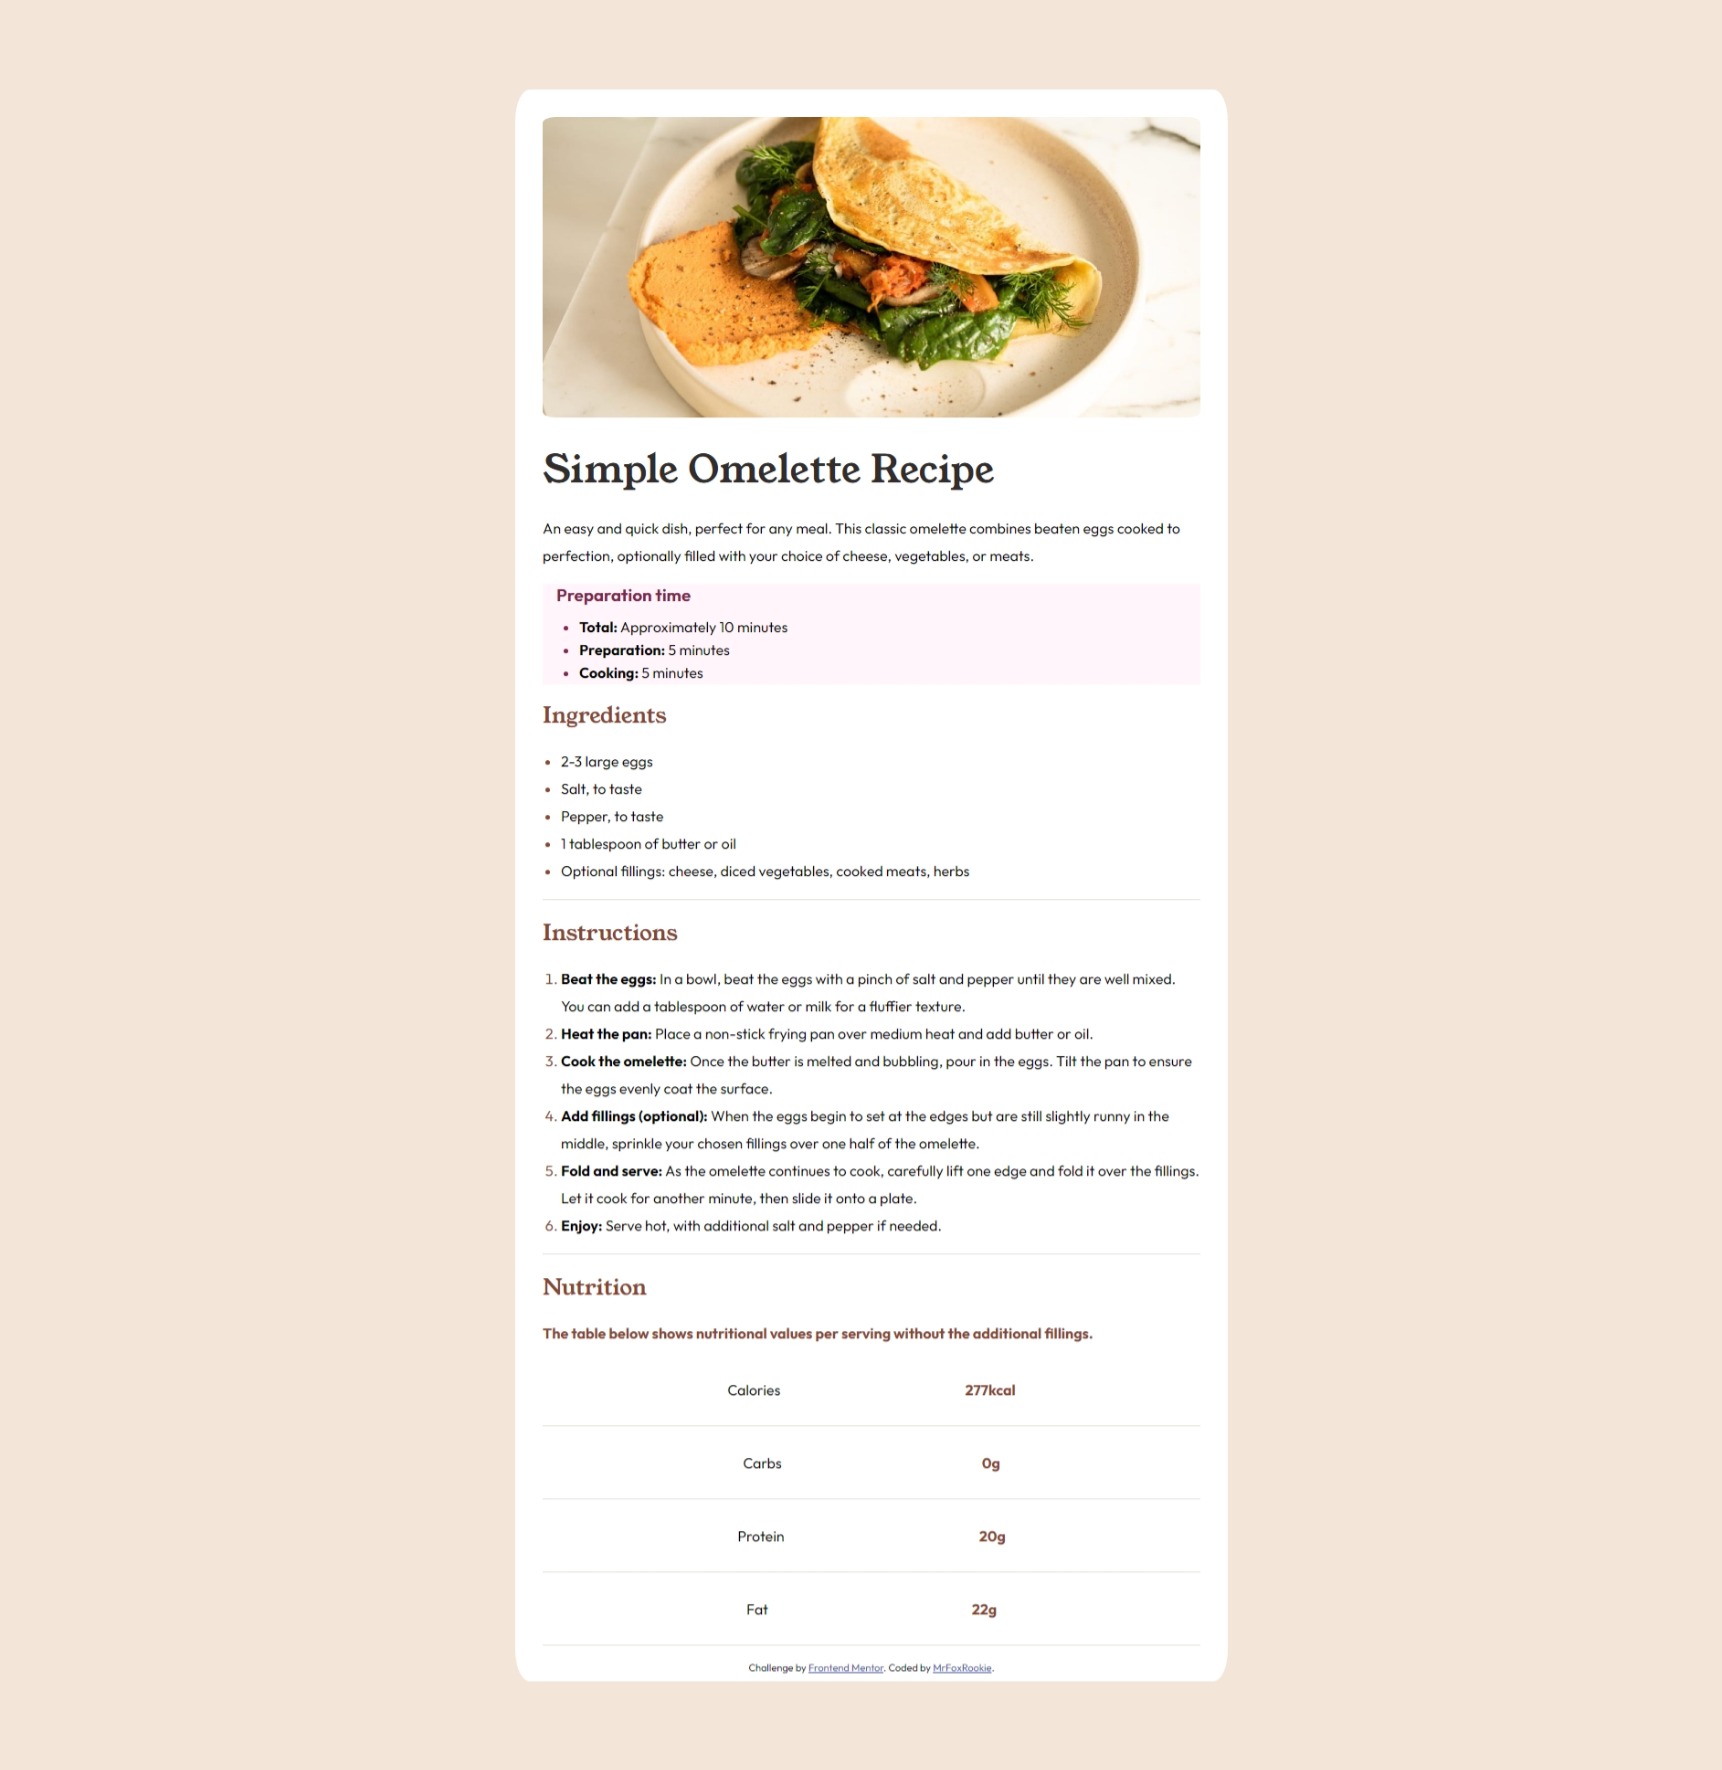 Simple Omelette Recipe
An easy and quick dish, perfect for any meal. This classic omelette combines beaten eggs cooked to
perfection, optionally filled with your choice of cheese, vegetables, or meats.
Preparation time
• Total: Approximately 10 minutes
• Preparation: 5 minutes
• Cooking: 5 minutes
Ingredients
• 2-3 large eggs
• Salt, to taste
• Pepper, to taste
• 1 tablespoon of butter or oil
• Optional fillings: cheese, diced vegetables, cooked meats, herbs
Instructions
1. Beat the eggs: In a bowl, beat the eggs with a pinch of salt and pepper until they are well mixed.
You can add a tablespoon of water or milk for a fluffier texture.
2. Heat the pan: Place a non-stick frying pan over medium heat and add butter or oil.
3. Cook the omelette: Once the butter is melted and bubbling, pour in the eggs. Tilt the pan to ensure
the eggs evenly coat the surface.
4. Add fillings (optional): When the eggs begin to set at the edges but are still slightly runny in the
middle, sprinkle your chosen fillings over one half of the omelette.
5. Fold and serve: As the omelette continues to cook, carefully lift one edge and fold it over the fillings.
Let it cook for another minute, then slide it onto a plate.
6. Enjoy: Serve hot, with additional salt and pepper if needed.
Nutrition
The table below shows nutritional values per serving without the additional fillings.
Calories 277kcal
Carbs 0g
Protein 20g
Fat 22g
Challenge by Frontend Mentor. Coded by MrFoxRookie.